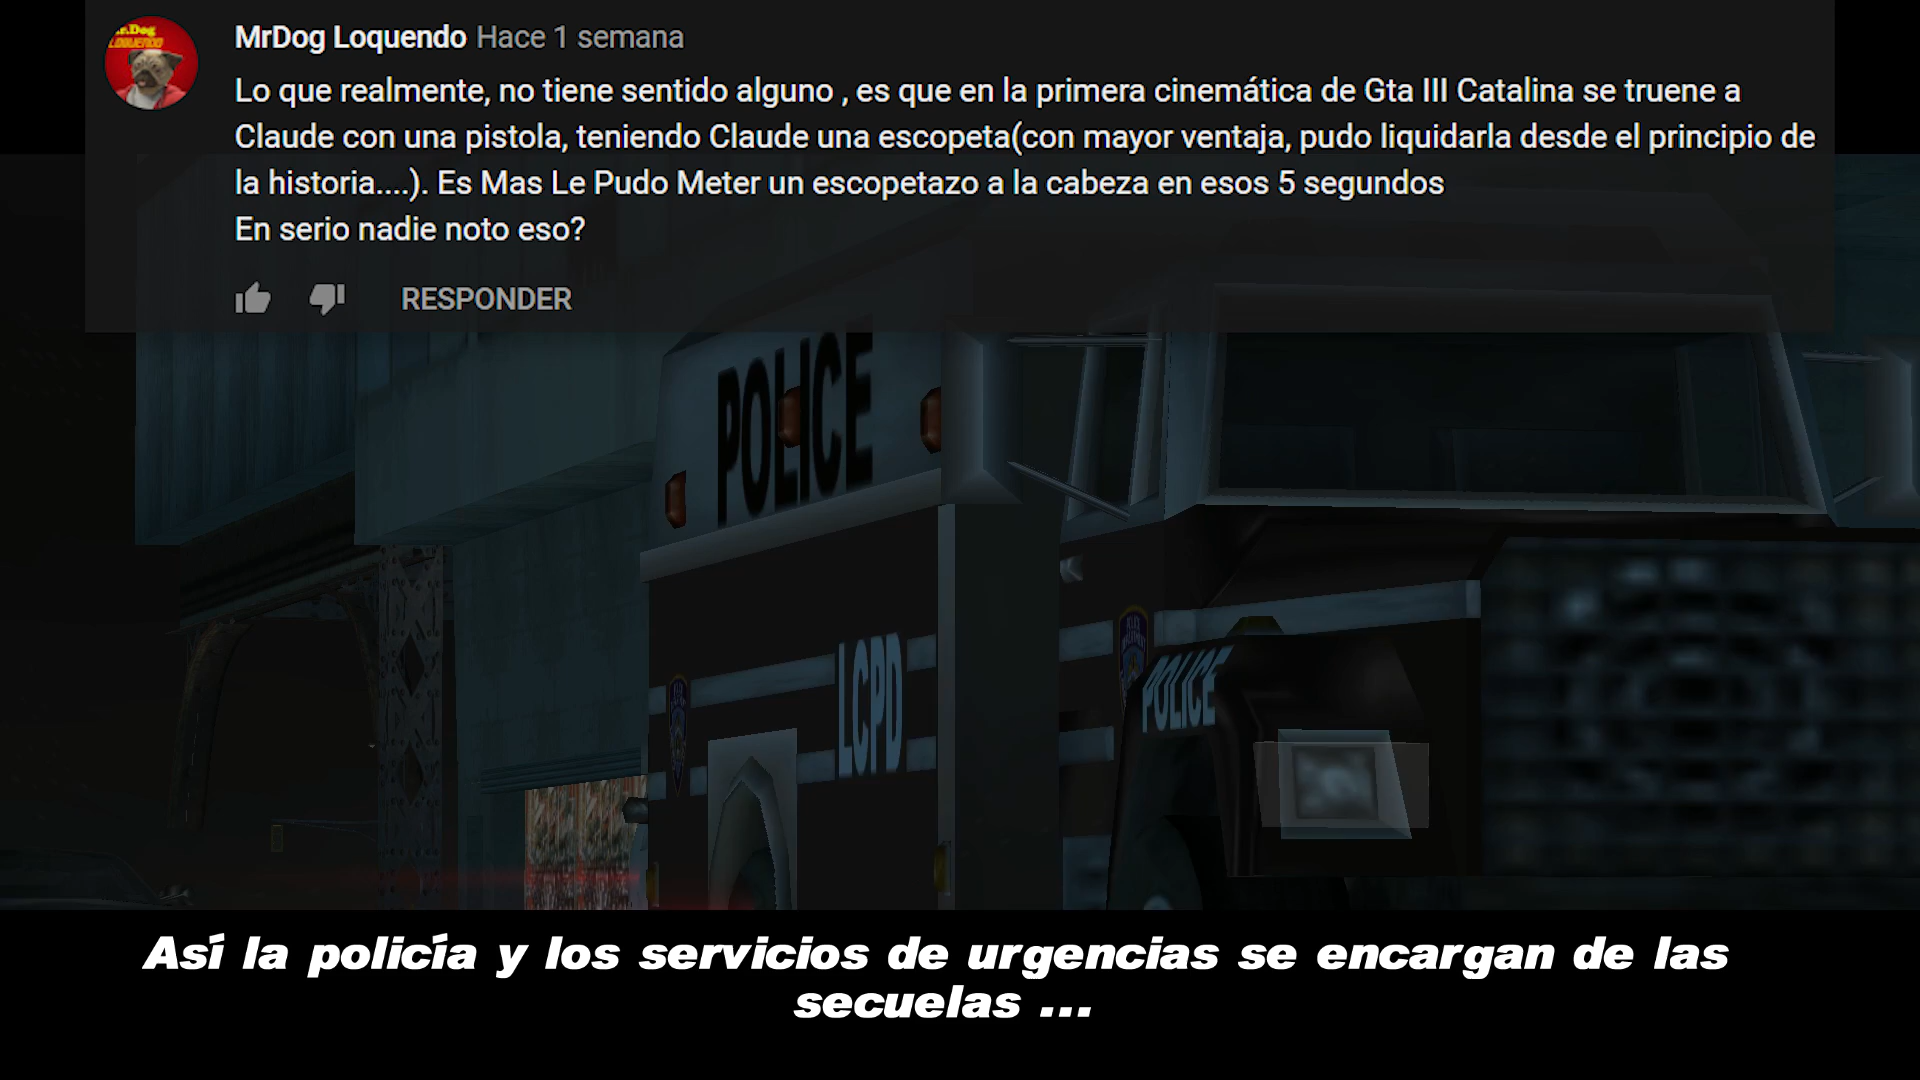 Mr.Dog
LOQUENDO
MrDog Loquendo Hace 1 semana
Lo que realmente, no tiene sentido alguno , es que en la primera cinemática de Gta III Catalina se truene a
Claude con una pistola, teniendo Claude una escopeta(con mayor ventaja, pudo liquidarla desde el principio de
la historia....). Es Mas Le Pudo Meter un escopetazo a la cabeza en esos 5 segundos
En serio nadie noto eso?
RESPONDER
POLICE
LCPD
POLICE
Así la policía y los servicios de urgencias se encargan de las
secuelas ...